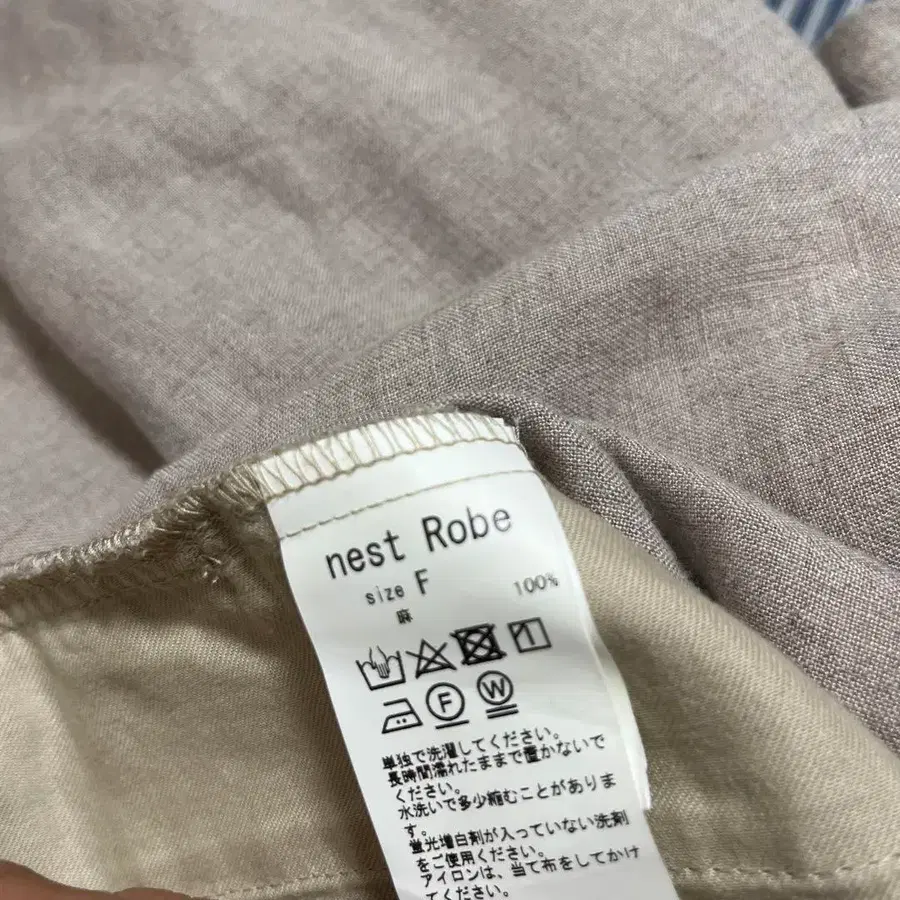 nest Robe
size F
麻 100%
F W
単独で洗濯してください。
長時間濡れたままで置かないで
ください。
水洗いで多少縮むことがありま
す。
蛍光増白剤が入っていない洗剤
をご使用ください。
アイロンは、当て布をしてかけ
てください。